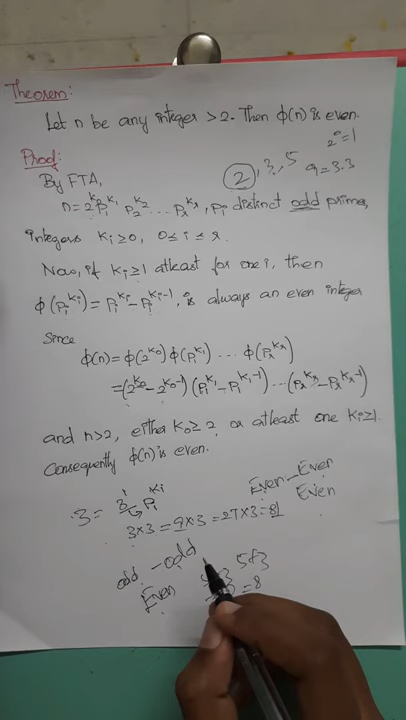 Theorem:
Let n be any integer > 2. Then φ(n) is even.
2⁰ = 1
Proof:
2, 3, 5
9 = 3·3
By FTA,
n = 2^k₀ p₁^k₁ p₂^k₂ ... pᵣ^kᵣ, pᵢ distinct odd primes,
integers kᵢ ≥ 0, 0 ≤ i ≤ r.
Now, if kᵢ ≥ 1 atleast for one i, then
φ(pᵢ^kᵢ) = pᵢ^kᵢ - pᵢ^(kᵢ-1), is always an even integer
Since
φ(n) = φ(2^k₀) φ(p₁^k₁) ... φ(pᵣ^kᵣ)
= (2^k₀ - 2^(k₀-1)) (p₁^k₁ - p₁^(k₁-1)) ... (pᵣ^kᵣ - pᵣ^(kᵣ-1))
and n > 2, either k₀ ≥ 2 or atleast one kᵢ ≥ 1.
Consequently φ(n) is even.
3 = 3¹ pᵢ^kᵢ
Even - Even
Even
3×3 = 9×3 = 27×3 = 81
odd - odd
Even
5+3
= 8